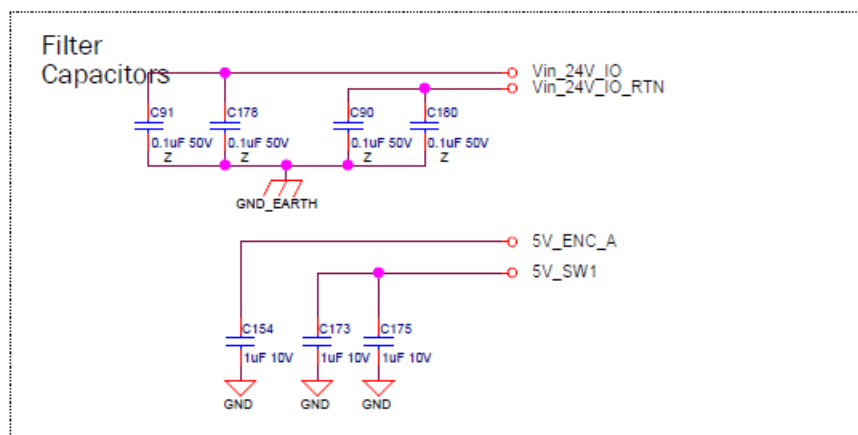 Filter
Capacitors
Vin_24V_IO
Vin_24V_IO_RTN
C91
C178
C90
C180
0.1uF 50V
0.1uF 50V
0.1uF 50V
0.1uF 50V
Z
Z
Z
Z
GND_EARTH
5V_ENC_A
5V_SW1
C154
C173
C175
1uF 10V
1uF 10V
1uF 10V
GND
GND
GND